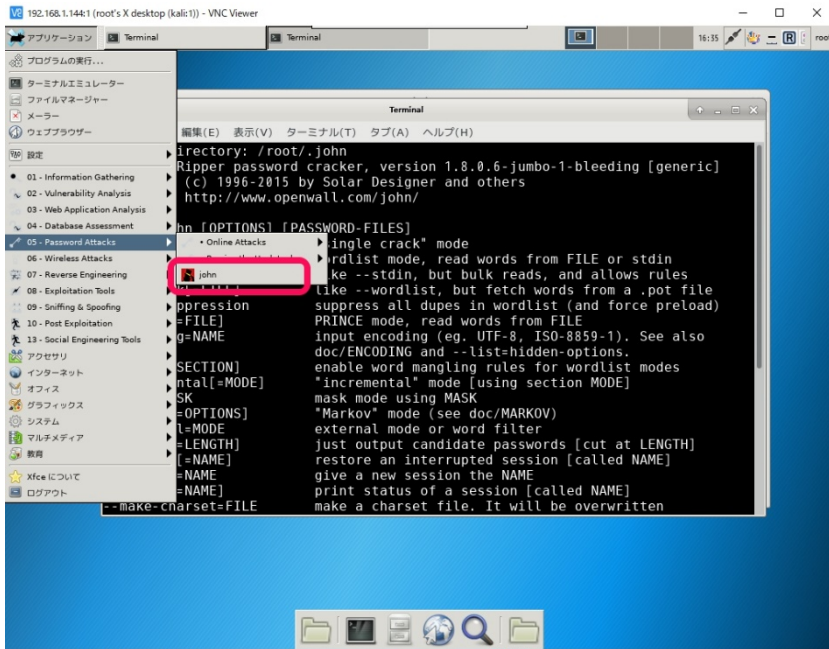 192.168.1.144:1 (root's X desktop (kali:1)) - VNC Viewer
アプリケーション Terminal Terminal 16:35 R roo
プログラムの実行...
ターミナルエミュレーター
ファイルマネージャー
メーラー
ウェブブラウザー
設定
01 - Information Gathering
02 - Vulnerability Analysis
03 - Web Application Analysis
04 - Database Assessment
05 - Password Attacks
06 - Wireless Attacks
07 - Reverse Engineering
08 - Exploitation Tools
09 - Sniffing & Spoofing
10 - Post Exploitation
13 - Social Engineering Tools
アクセサリ
インターネット
オフィス
グラフィックス
システム
マルチメディア
教育
Xfce について
ログアウト
• Online Attacks
john
Terminal
編集(E) 表示(V) ターミナル(T) タブ(A) ヘルプ(H)
irectory: /root/.john
Ripper password cracker, version 1.8.0.6-jumbo-1-bleeding [generic]
(c) 1996-2015 by Solar Designer and others
http://www.openwall.com/john/
hn [OPTIONS] [PASSWORD-FILES]
ingle crack" mode
ordlist mode, read words from FILE or stdin
ke --stdin, but bulk reads, and allows rules
like --wordlist, but fetch words from a .pot file
ppression suppress all dupes in wordlist (and force preload)
=FILE] PRINCE mode, read words from FILE
g=NAME input encoding (eg. UTF-8, ISO-8859-1). See also
doc/ENCODING and --list=hidden-options.
SECTION] enable word mangling rules for wordlist modes
ntal[=MODE] "incremental" mode [using section MODE]
SK mask mode using MASK
=OPTIONS] "Markov" mode (see doc/MARKOV)
l=MODE external mode or word filter
=LENGTH] just output candidate passwords [cut at LENGTH]
[=NAME] restore an interrupted session [called NAME]
=NAME give a new session the NAME
=NAME] print status of a session [called NAME]
--make-charset=FILE make a charset file. It will be overwritten